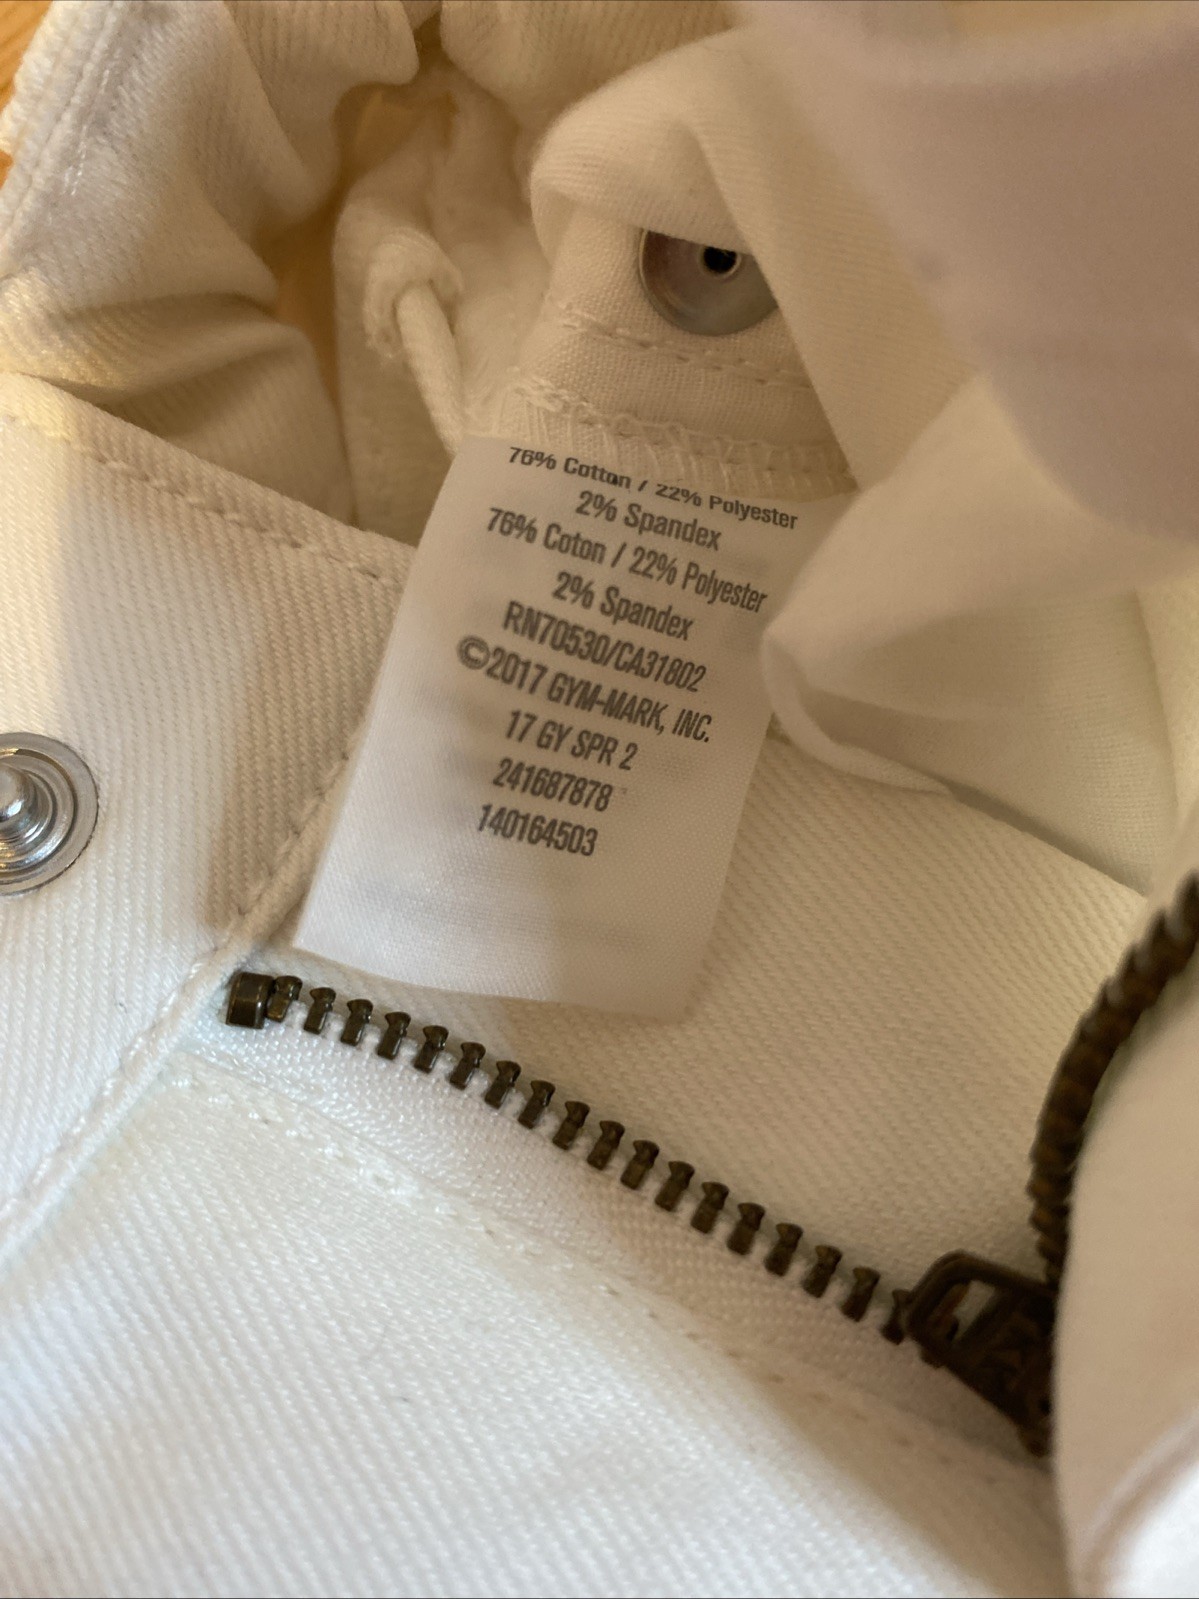 76% Cotton / 22% Polyester
2% Spandex
76% Coton / 22% Polyester
2% Spandex
RN70530/CA31802
©2017 GYM-MARK, INC.
17 GY SPR 2
241687878
140164503